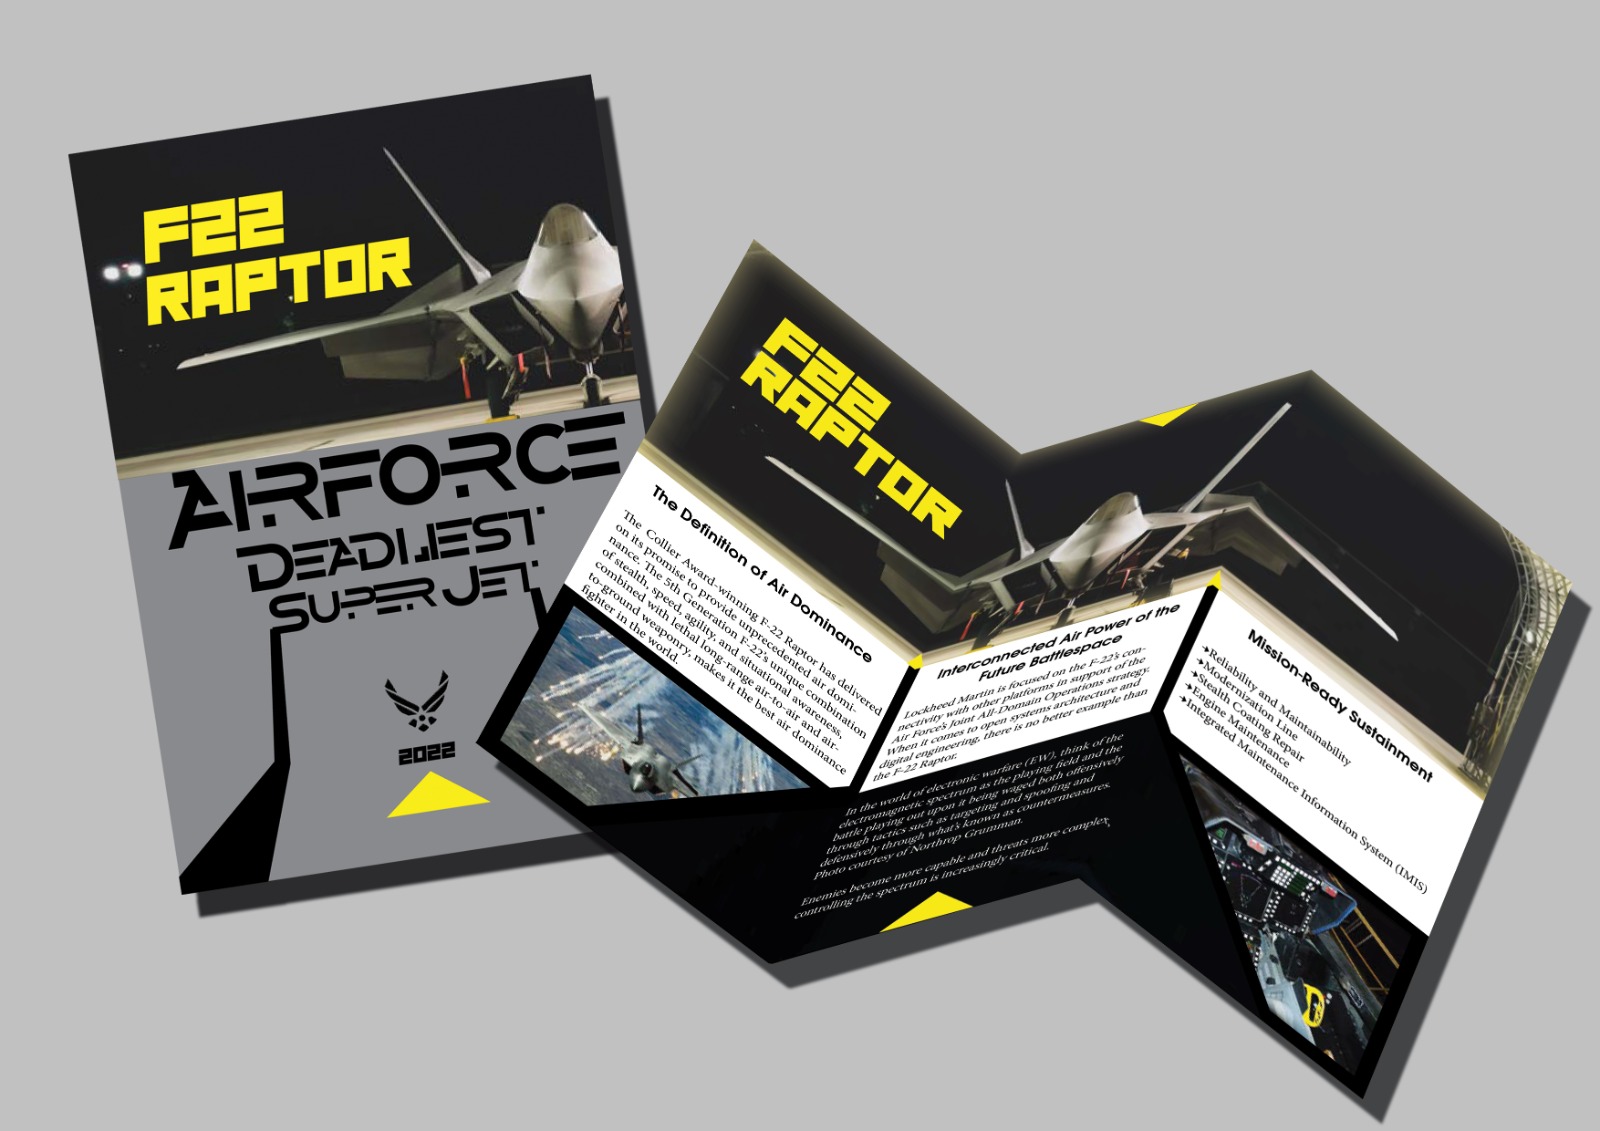 F22
RAPTOR
AIRFORCE
DEADLIEST
SUPER JET
2022
F22
RAPTOR
The Definition of Air Dominance
The Collier Award-winning F-22 Raptor has delivered
on its promise to provide unprecedented air domi-
nance. The 5th Generation F-22's unique combination
of stealth, speed, agility, and situational awareness,
combined with lethal long-range air-to-air and air-
to-ground weaponry, makes it the best air dominance
fighter in the world.
Interconnected Air Power of the
Future Battlespace
Lockheed Martin is focused on the F-22's con-
nectivity with other platforms in support of the
Air Force's Joint All-Domain Operations strategy.
When it comes to open systems architecture and
digital engineering, there is no better example than
the F-22 Raptor.
In the world of electronic warfare (EW), think of the
electromagnetic spectrum as the playing field and the
battle playing out upon it being waged both offensively
through tactics such as targeting and spoofing and
defensively through what's known as countermeasures.
Photo courtesy of Northrop Grumman.
Enemies become more capable and threats more complex,
controlling the spectrum is increasingly critical.
Mission-Ready Sustainment
Reliability and Maintainability
Modernization Line
Stealth Coating Repair
Engine Maintenance
Integrated Maintenance Information System (IMIS)